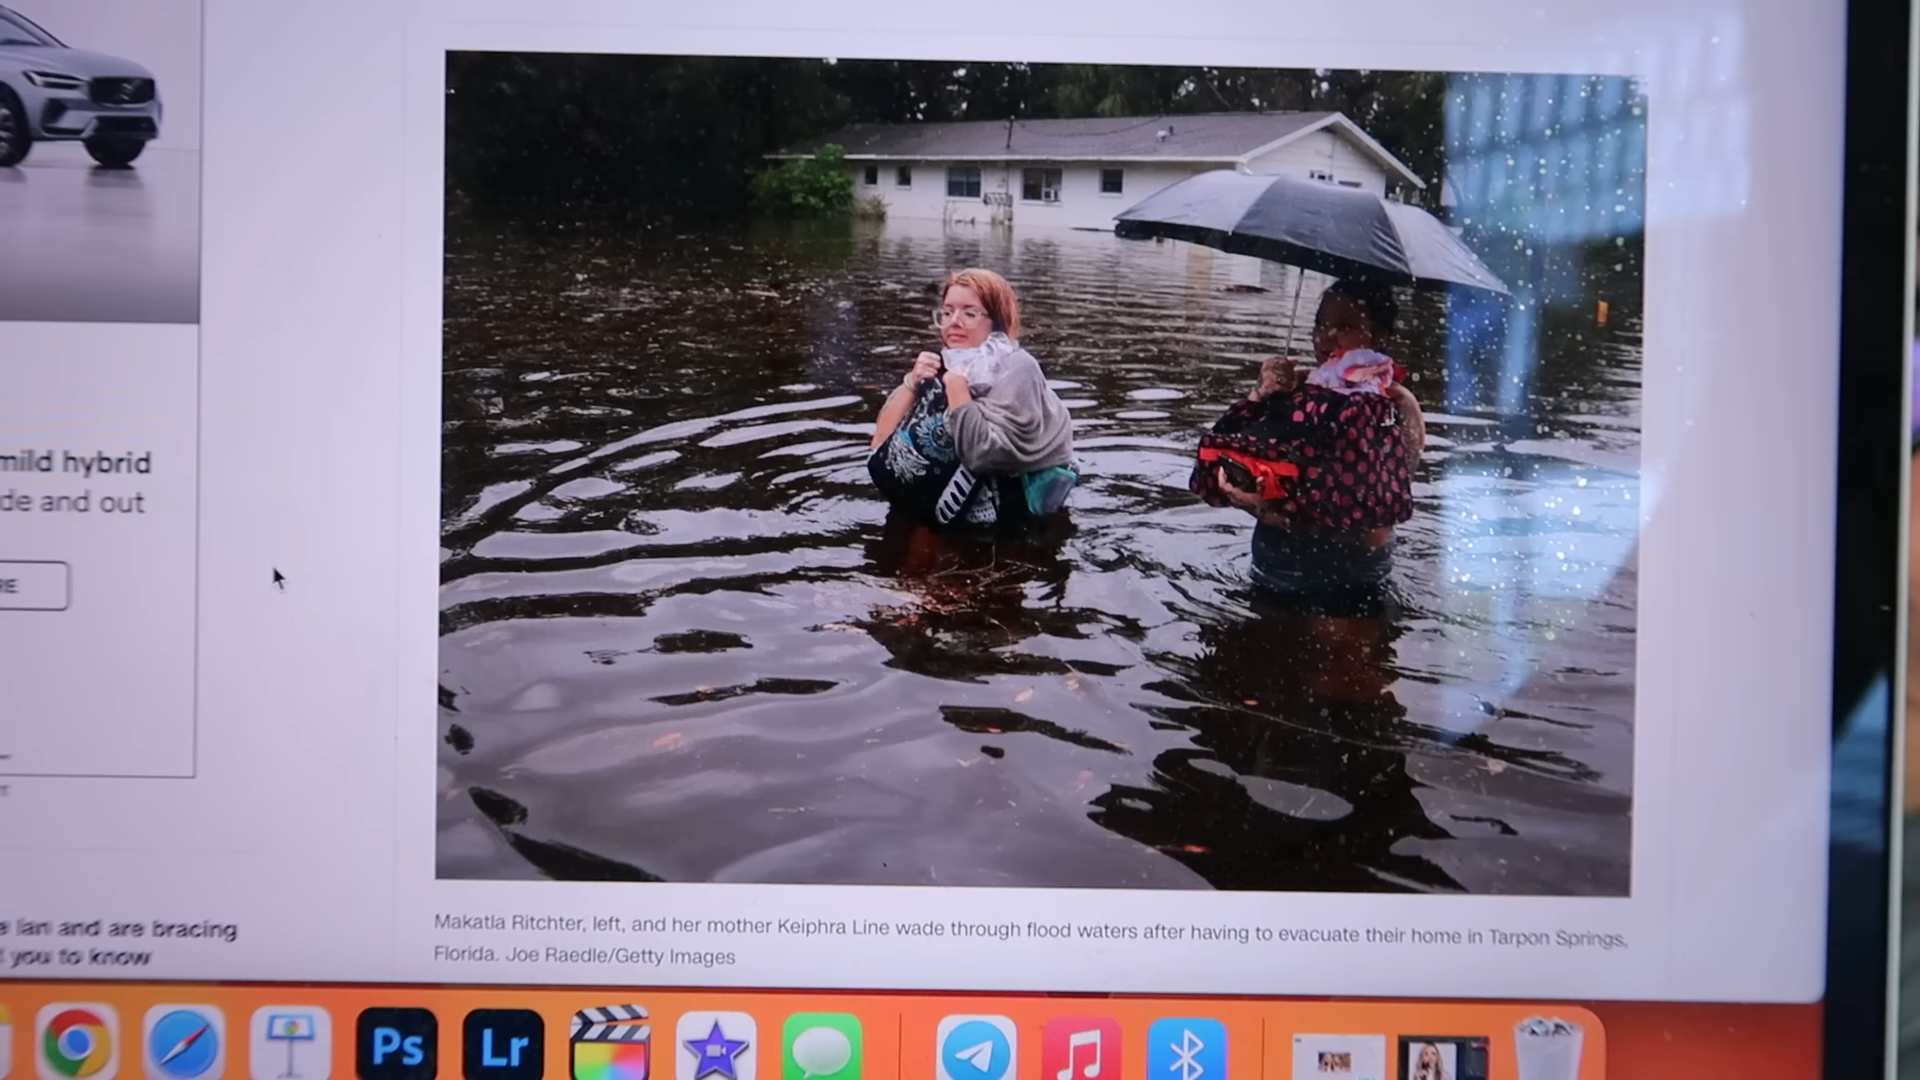 mild hybrid
de and out
RE
e Ian and are bracing
you to know
Makatla Ritchter, left, and her mother Keiphra Line wade through flood waters after having to evacuate their home in Tarpon Springs,
Florida. Joe Raedle/Getty Images
Ps
Lr